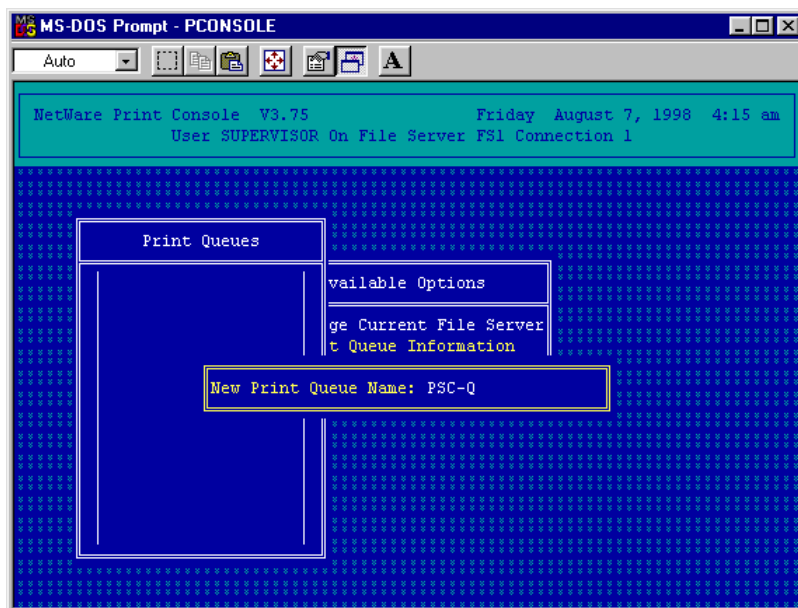 MS-DOS Prompt - PCONSOLE
Auto
A
NetWare Print Console V3.75 Friday August 7, 1998 4:15 am
User SUPERVISOR On File Server FS1 Connection 1
Print Queues
vailable Options
ge Current File Server
t Queue Information
New Print Queue Name: PSC-Q